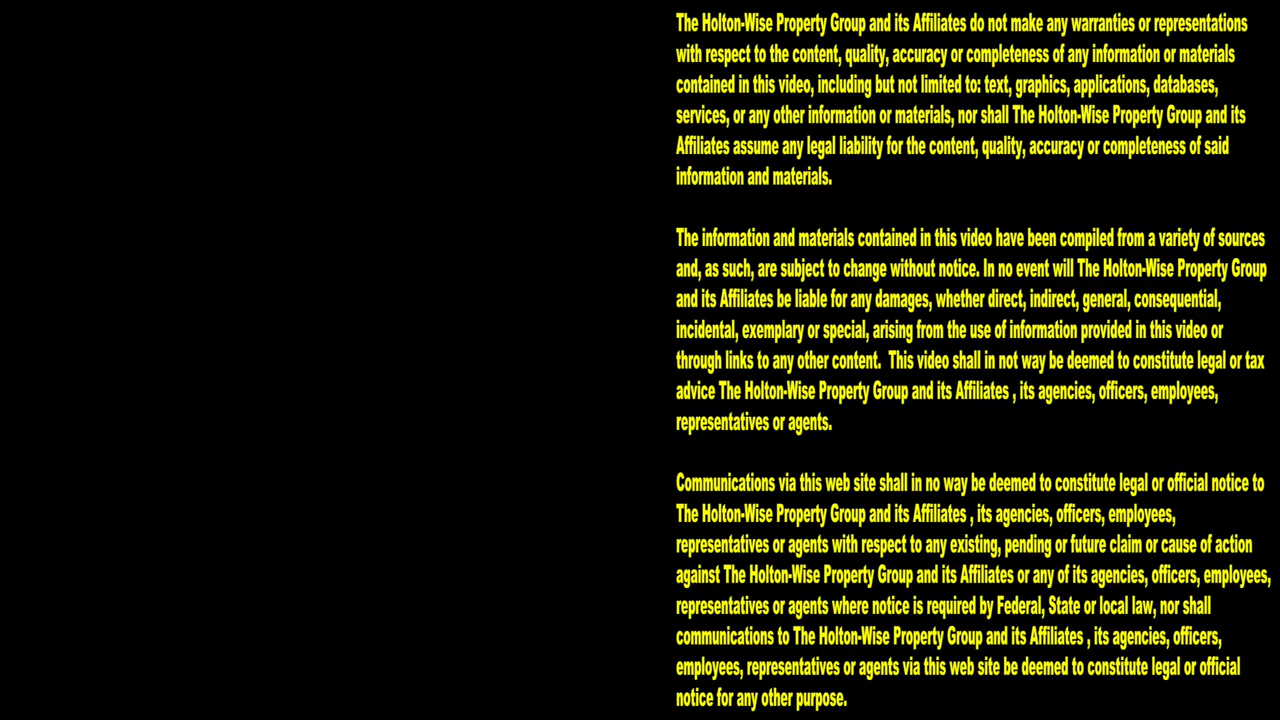 The Holton-Wise Property Group and its Affiliates do not make any warranties or representations
with respect to the content, quality, accuracy or completeness of any information or materials
contained in this video, including but not limited to: text, graphics, applications, databases,
services, or any other information or materials, nor shall The Holton-Wise Property Group and its
Affiliates assume any legal liability for the content, quality, accuracy or completeness of said
information and materials.
The information and materials contained in this video have been compiled from a variety of sources
and, as such, are subject to change without notice. In no event will The Holton-Wise Property Group
and its Affiliates be liable for any damages, whether direct, indirect, general, consequential,
incidental, exemplary or special, arising from the use of information provided in this video or
through links to any other content.  This video shall in not way be deemed to constitute legal or tax
advice The Holton-Wise Property Group and its Affiliates , its agencies, officers, employees,
representatives or agents.
Communications via this web site shall in no way be deemed to constitute legal or official notice to
The Holton-Wise Property Group and its Affiliates , its agencies, officers, employees,
representatives or agents with respect to any existing, pending or future claim or cause of action
against The Holton-Wise Property Group and its Affiliates or any of its agencies, officers, employees,
representatives or agents where notice is required by Federal, State or local law, nor shall
communications to The Holton-Wise Property Group and its Affiliates , its agencies, officers,
employees, representatives or agents via this web site be deemed to constitute legal or official
notice for any other purpose.